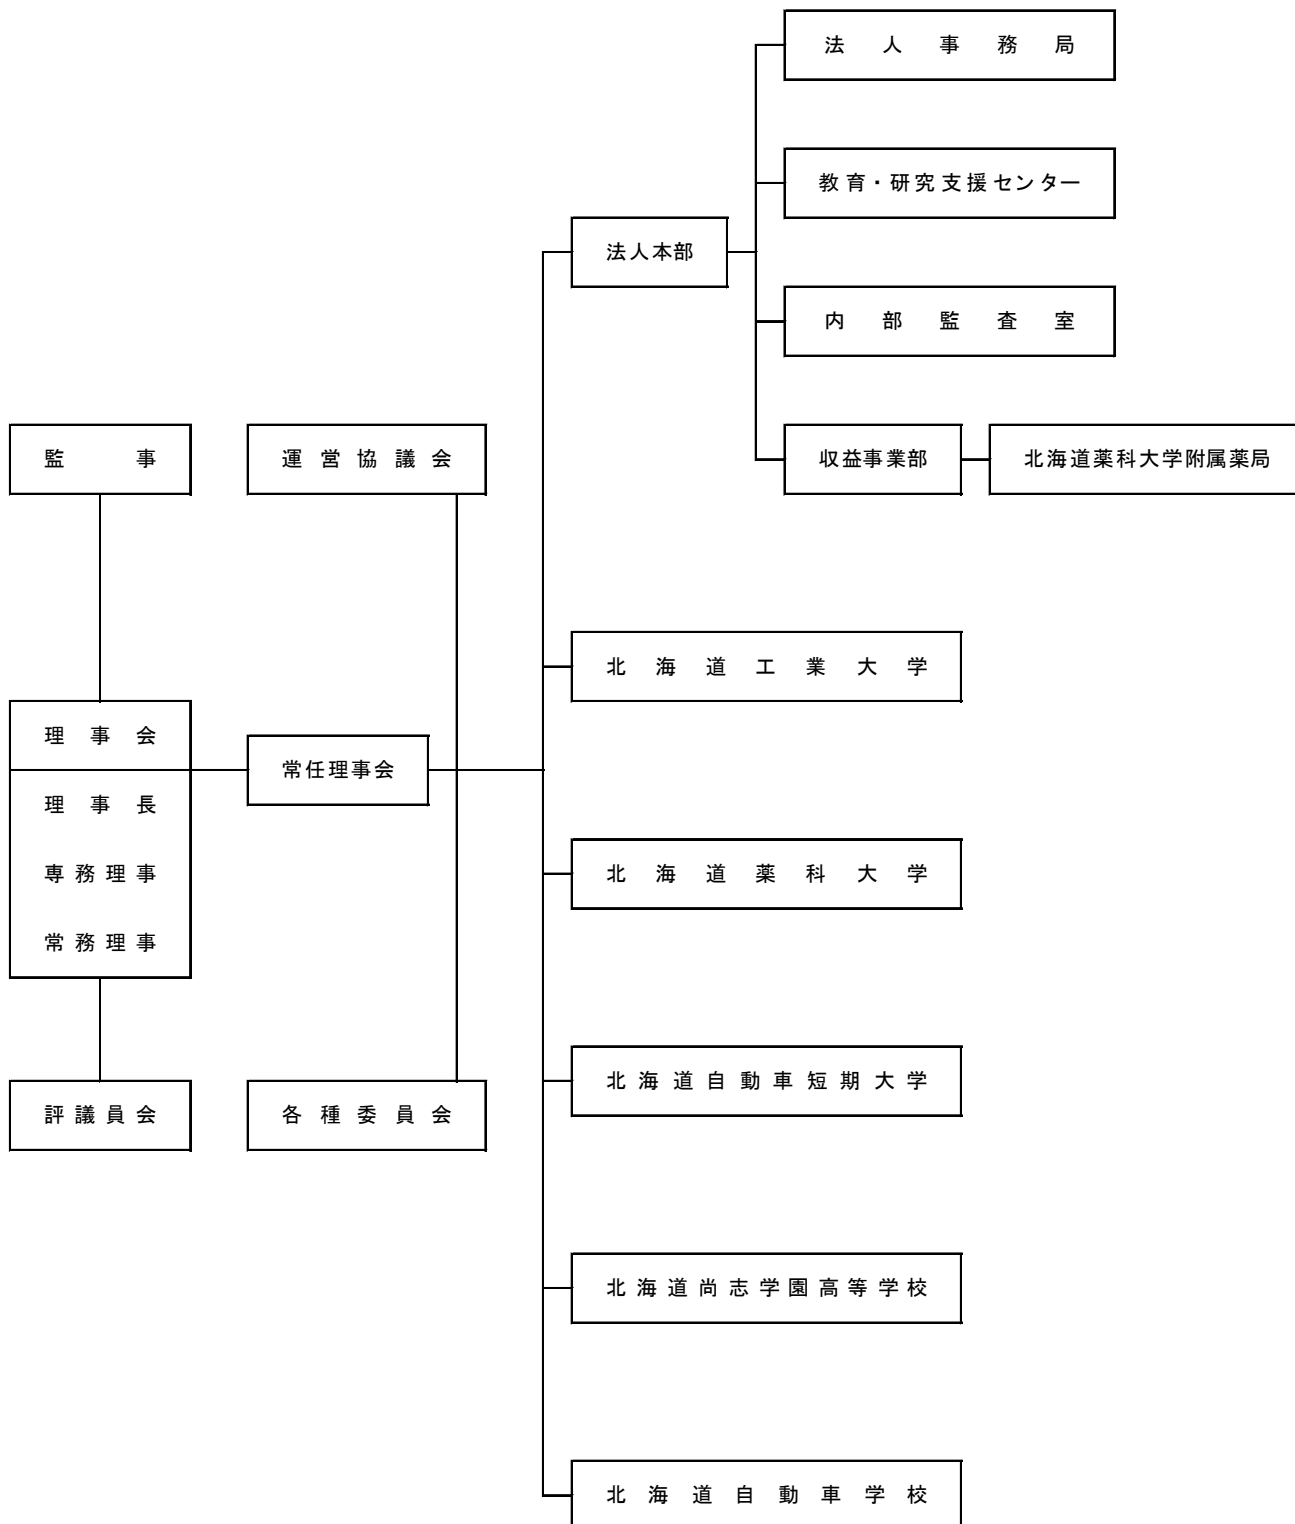 法人事務局
教育・研究支援センター
法人本部
内部監査室
監事
運営協議会
収益事業部
北海道薬科大学附属薬局
北海道工業大学
理事会
常任理事会
理事長
専務理事
北海道薬科大学
常務理事
北海道自動車短期大学
評議員会
各種委員会
北海道尚志学園高等学校
北海道自動車学校